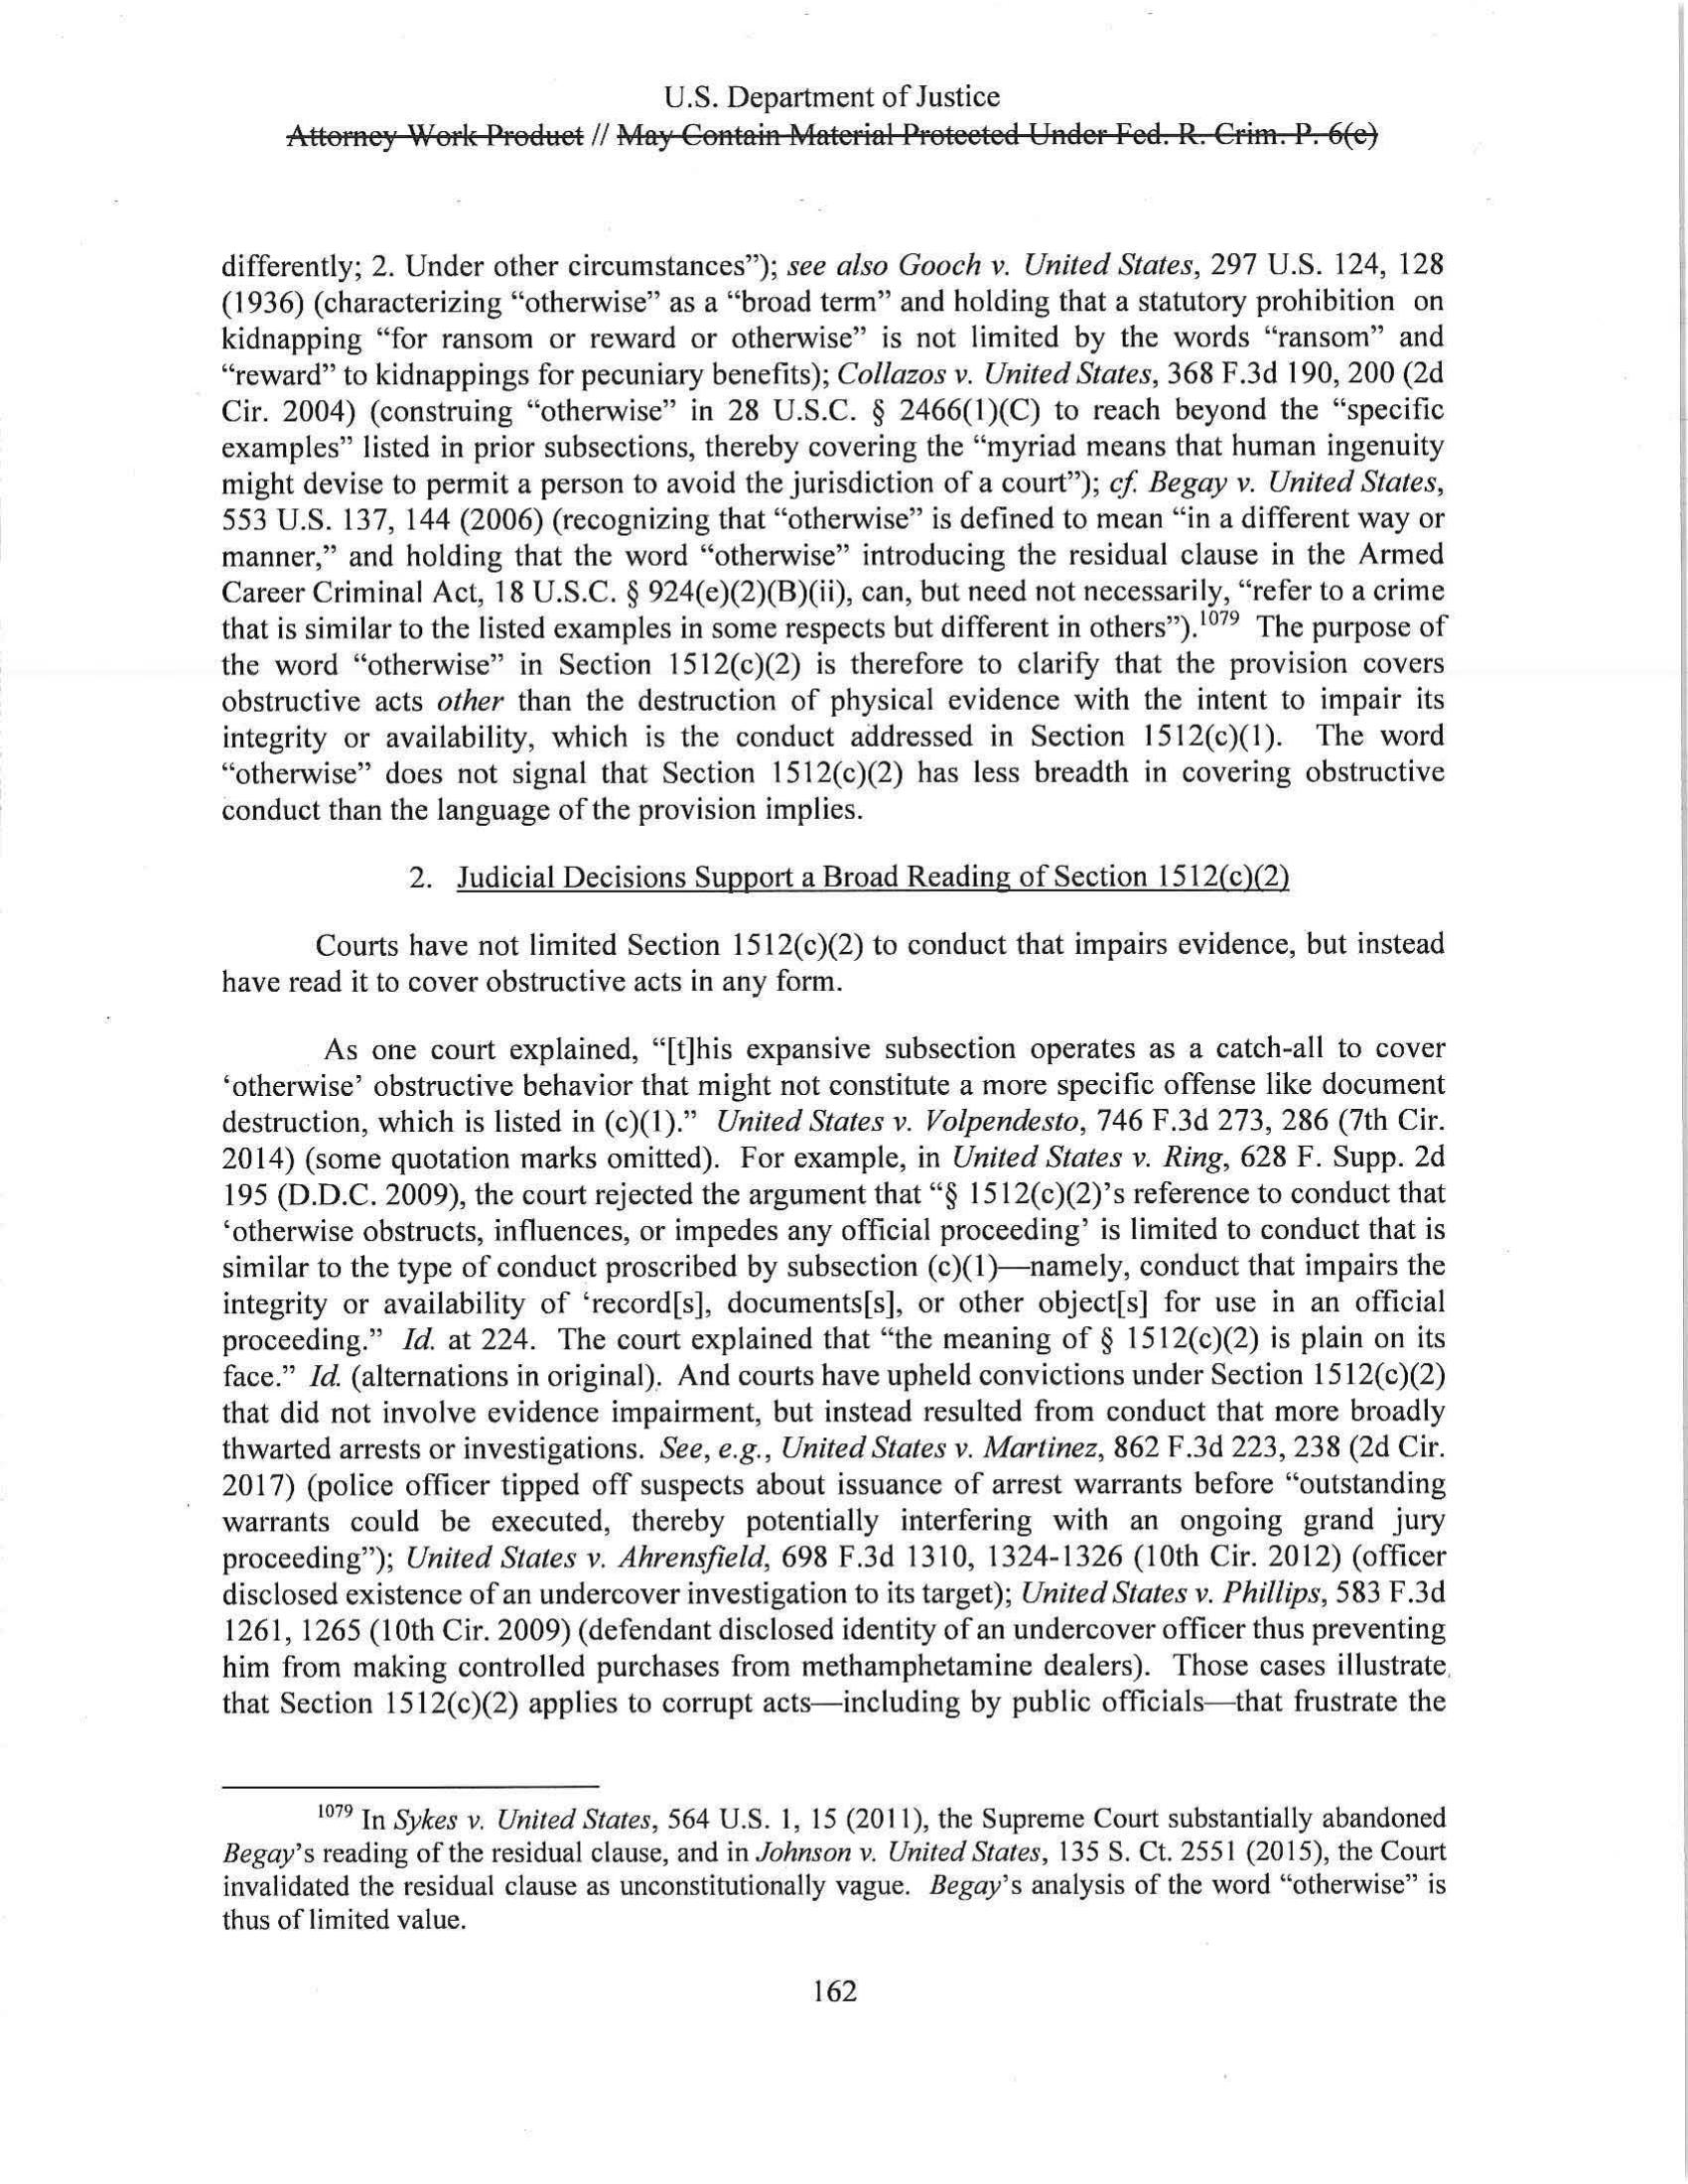 U.S. Department of Justice
Attorney Work Product // May Contain Material Protected Under Fed. R. Crim. P. 6(e)
differently; 2. Under other circumstances”); see also Gooch v. United States, 297 U.S. 124, 128
(1936) (characterizing “otherwise” as a “broad term” and holding that a statutory prohibition on
kidnapping “for ransom or reward or otherwise” is not limited by the words “ransom” and
“reward” to kidnappings for pecuniary benefits); Collazos v. United States, 368 F.3d 190, 200 (2d
Cir. 2004) (construing “otherwise” in 28 U.S.C. § 2466(1)(C) to reach beyond the “specific
examples” listed in prior subsections, thereby covering the “myriad means that human ingenuity
might devise to permit a person to avoid the jurisdiction of a court”); cf. Begay v. United States,
553 U.S. 137, 144 (2006) (recognizing that “otherwise” is defined to mean “in a different way or
manner,” and holding that the word “otherwise” introducing the residual clause in the Armed
Career Criminal Act, 18 U.S.C. § 924(e)(2)(B)(ii), can, but need not necessarily, “refer to a crime
that is similar to the listed examples in some respects but different in others”).1079 The purpose of
the word “otherwise” in Section 1512(c)(2) is therefore to clarify that the provision covers
obstructive acts other than the destruction of physical evidence with the intent to impair its
integrity or availability, which is the conduct addressed in Section 1512(c)(1). The word
“otherwise” does not signal that Section 1512(c)(2) has less breadth in covering obstructive
conduct than the language of the provision implies.
2. Judicial Decisions Support a Broad Reading of Section 1512(c)(2)
Courts have not limited Section 1512(c)(2) to conduct that impairs evidence, but instead
have read it to cover obstructive acts in any form.
As one court explained, “[t]his expansive subsection operates as a catch-all to cover
‘otherwise’ obstructive behavior that might not constitute a more specific offense like document
destruction, which is listed in (c)(1).” United States v. Volpendesto, 746 F.3d 273, 286 (7th Cir.
2014) (some quotation marks omitted). For example, in United States v. Ring, 628 F. Supp. 2d
195 (D.D.C. 2009), the court rejected the argument that “§ 1512(c)(2)’s reference to conduct that
‘otherwise obstructs, influences, or impedes any official proceeding’ is limited to conduct that is
similar to the type of conduct proscribed by subsection (c)(1)—namely, conduct that impairs the
integrity or availability of ‘record[s], documents[s], or other object[s] for use in an official
proceeding.” Id. at 224. The court explained that “the meaning of § 1512(c)(2) is plain on its
face.” Id. (alternations in original). And courts have upheld convictions under Section 1512(c)(2)
that did not involve evidence impairment, but instead resulted from conduct that more broadly
thwarted arrests or investigations. See, e.g., United States v. Martinez, 862 F.3d 223, 238 (2d Cir.
2017) (police officer tipped off suspects about issuance of arrest warrants before “outstanding
warrants could be executed, thereby potentially interfering with an ongoing grand jury
proceeding”); United States v. Ahrensfield, 698 F.3d 1310, 1324-1326 (10th Cir. 2012) (officer
disclosed existence of an undercover investigation to its target); United States v. Phillips, 583 F.3d
1261, 1265 (10th Cir. 2009) (defendant disclosed identity of an undercover officer thus preventing
him from making controlled purchases from methamphetamine dealers). Those cases illustrate
that Section 1512(c)(2) applies to corrupt acts—including by public officials—that frustrate the
1079 In Sykes v. United States, 564 U.S. 1, 15 (2011), the Supreme Court substantially abandoned
Begay’s reading of the residual clause, and in Johnson v. United States, 135 S. Ct. 2551 (2015), the Court
invalidated the residual clause as unconstitutionally vague. Begay’s analysis of the word “otherwise” is
thus of limited value.
162